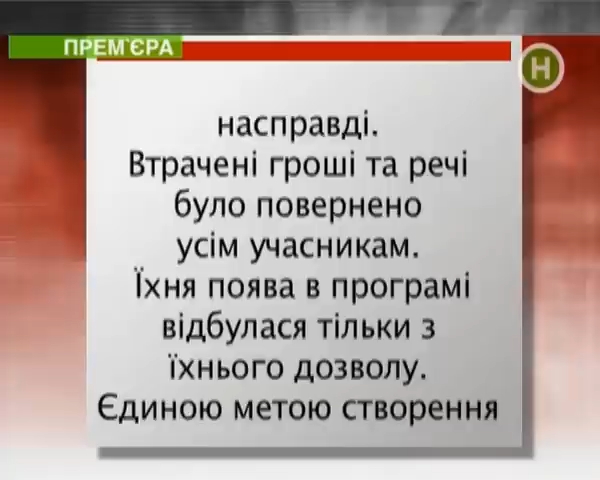 ПРЕМ'ЄРА
Н
насправді.
Втрачені гроші та речі
було повернено
усім учасникам.
Їхня поява в програмі
відбулася тільки з
їхнього дозволу.
Єдиною метою створення